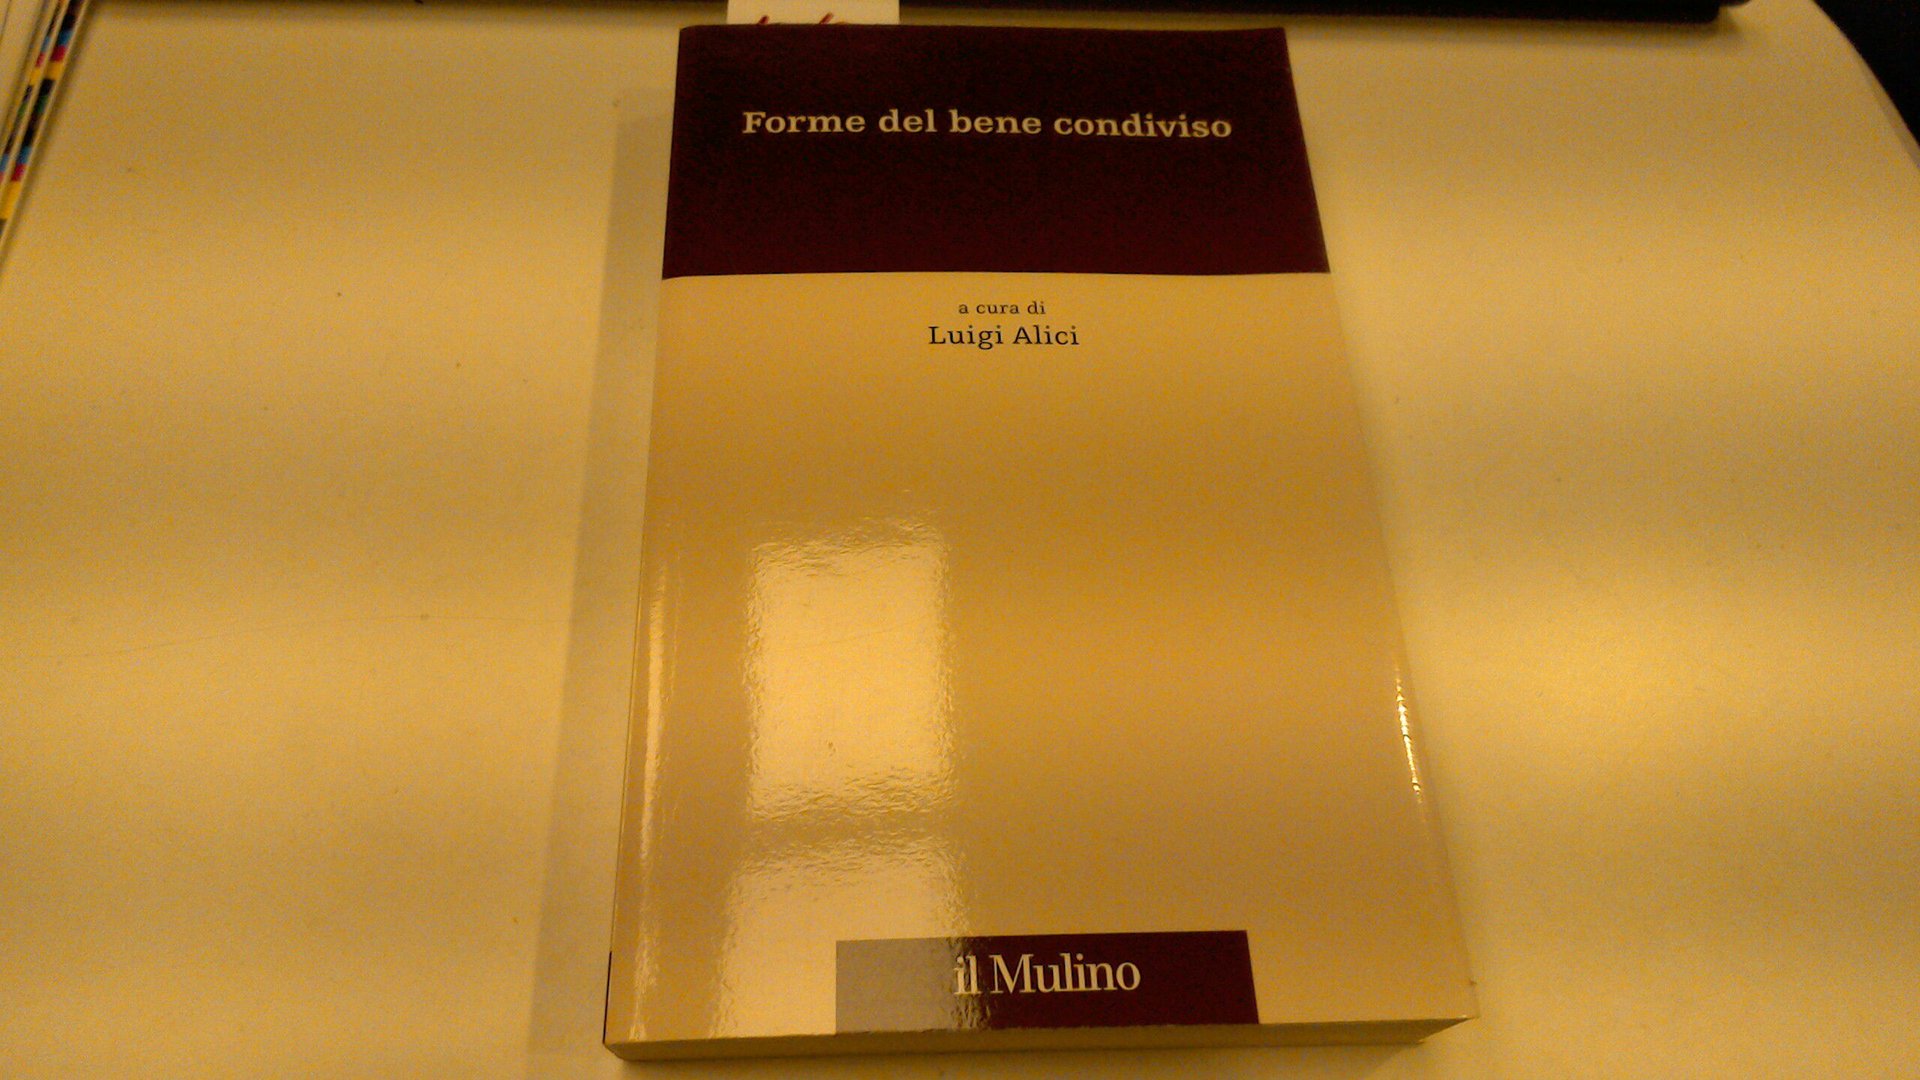 Forme del bene condiviso
a cura di
Luigi Alici
il Mulino